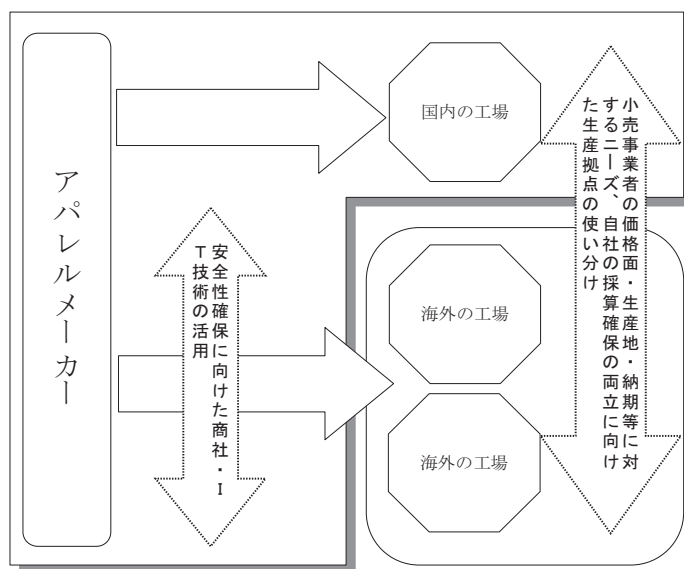 アパレルメーカー
国内の工場
海外の工場
海外の工場
安全性確保に向けた商社・I
T技術の活用
小売事業者の価格面・生産地・納期等に対
するニーズ、自社の採算確保の両立に向け
た生産拠点の使い分け